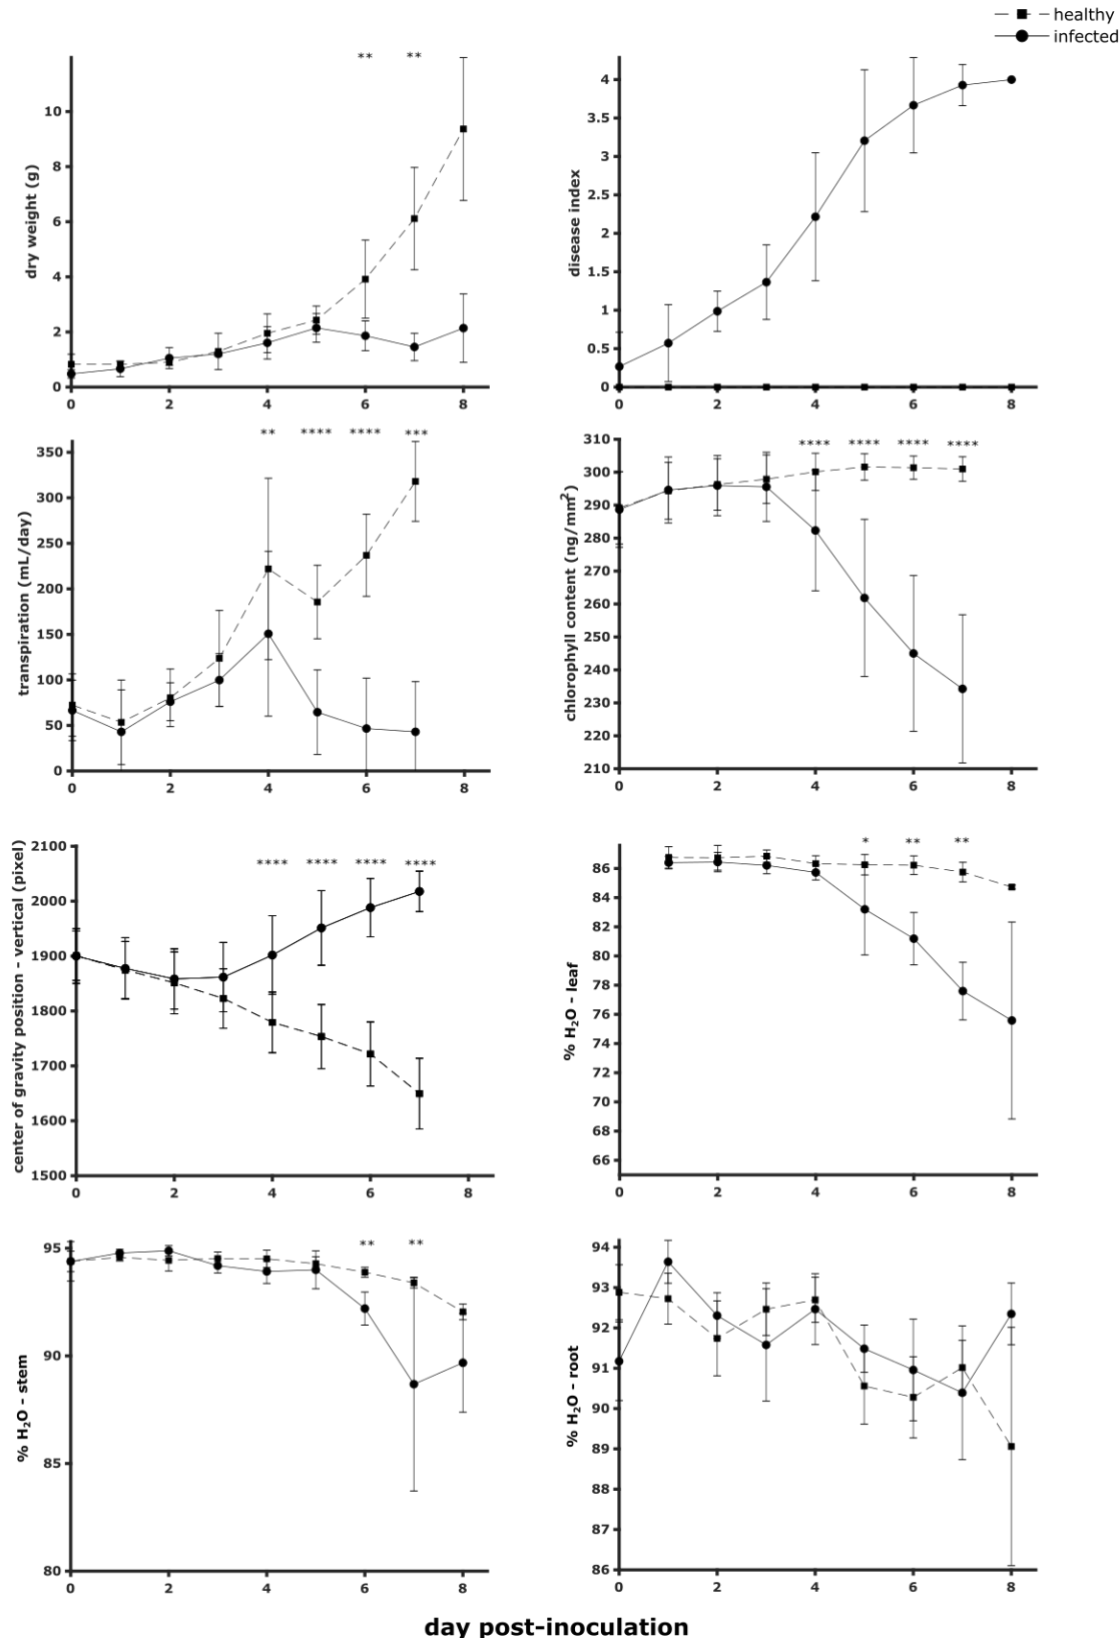 healthy
infected
** **
dry weight (g)
10
8
6
4
2
0
0 2 4 6 8
disease index
4
3.5
3
2.5
2
1.5
1
0.5
0
0 2 4 6 8
** **** **** ***
transpiration (mL/day)
350
300
250
200
150
100
50
0
0 2 4 6 8
**** **** **** ****
chlorophyll content (ng/mm²)
310
300
290
280
270
260
250
240
230
220
210
0 2 4 6 8
**** **** **** ****
center of gravity position - vertical (pixel)
2100
2000
1900
1800
1700
1600
1500
0 2 4 6 8
* ** **
% H₂O - leaf
86
84
82
80
78
76
74
72
70
68
66
0 2 4 6 8
** **
% H₂O - stem
95
90
85
80
0 2 4 6 8
% H₂O - root
94
93
92
91
90
89
88
87
86
0 2 4 6 8
day post-inoculation